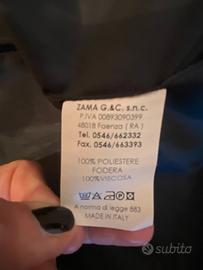 ZAMA G.&C. s.n.c.
P.IVA 00893090399
48018 Faenza ( RA )
Tel. 0546/662332
Fax. 0546/663393
100% POLIESTERE
FODERA
100%VISCOSA
A norma di legge 883
MADE IN ITALY
subito